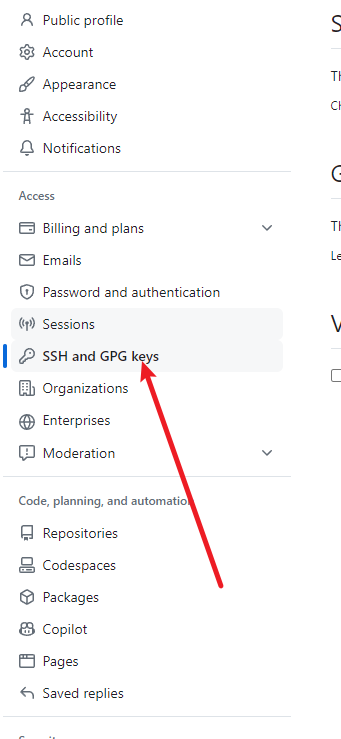 Public profile
Account
Appearance
Accessibility
Notifications
Access
Billing and plans
Emails
Password and authentication
Sessions
SSH and GPG keys
Organizations
Enterprises
Moderation
Code, planning, and automation
Repositories
Codespaces
Packages
Copilot
Pages
Saved replies
S
Th
Ch
G
Th
Le
V